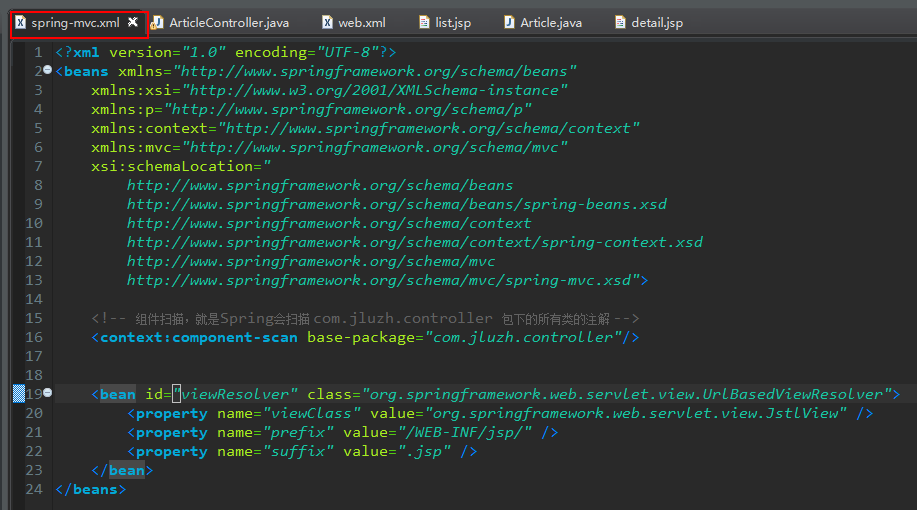 spring-mvc.xml ArticleController.java web.xml list.jsp Article.java detail.jsp
1 <?xml version="1.0" encoding="UTF-8"?>
2 <beans xmlns="http://www.springframework.org/schema/beans"
3 xmlns:xsi="http://www.w3.org/2001/XMLSchema-instance"
4 xmlns:p="http://www.springframework.org/schema/p"
5 xmlns:context="http://www.springframework.org/schema/context"
6 xmlns:mvc="http://www.springframework.org/schema/mvc"
7 xsi:schemaLocation="
8 http://www.springframework.org/schema/beans
9 http://www.springframework.org/schema/beans/spring-beans.xsd
10 http://www.springframework.org/schema/context
11 http://www.springframework.org/schema/context/spring-context.xsd
12 http://www.springframework.org/schema/mvc
13 http://www.springframework.org/schema/mvc/spring-mvc.xsd">
14
15 <!-- 组件扫描，就是Spring会扫描 com.jluzh.controller 包下的所有类的注解 -->
16 <context:component-scan base-package="com.jluzh.controller"/>
17
18
19 <bean id="viewResolver" class="org.springframework.web.servlet.view.UrlBasedViewResolver">
20 <property name="viewClass" value="org.springframework.web.servlet.view.JstlView" />
21 <property name="prefix" value="/WEB-INF/jsp/" />
22 <property name="suffix" value=".jsp" />
23 </bean>
24 </beans>